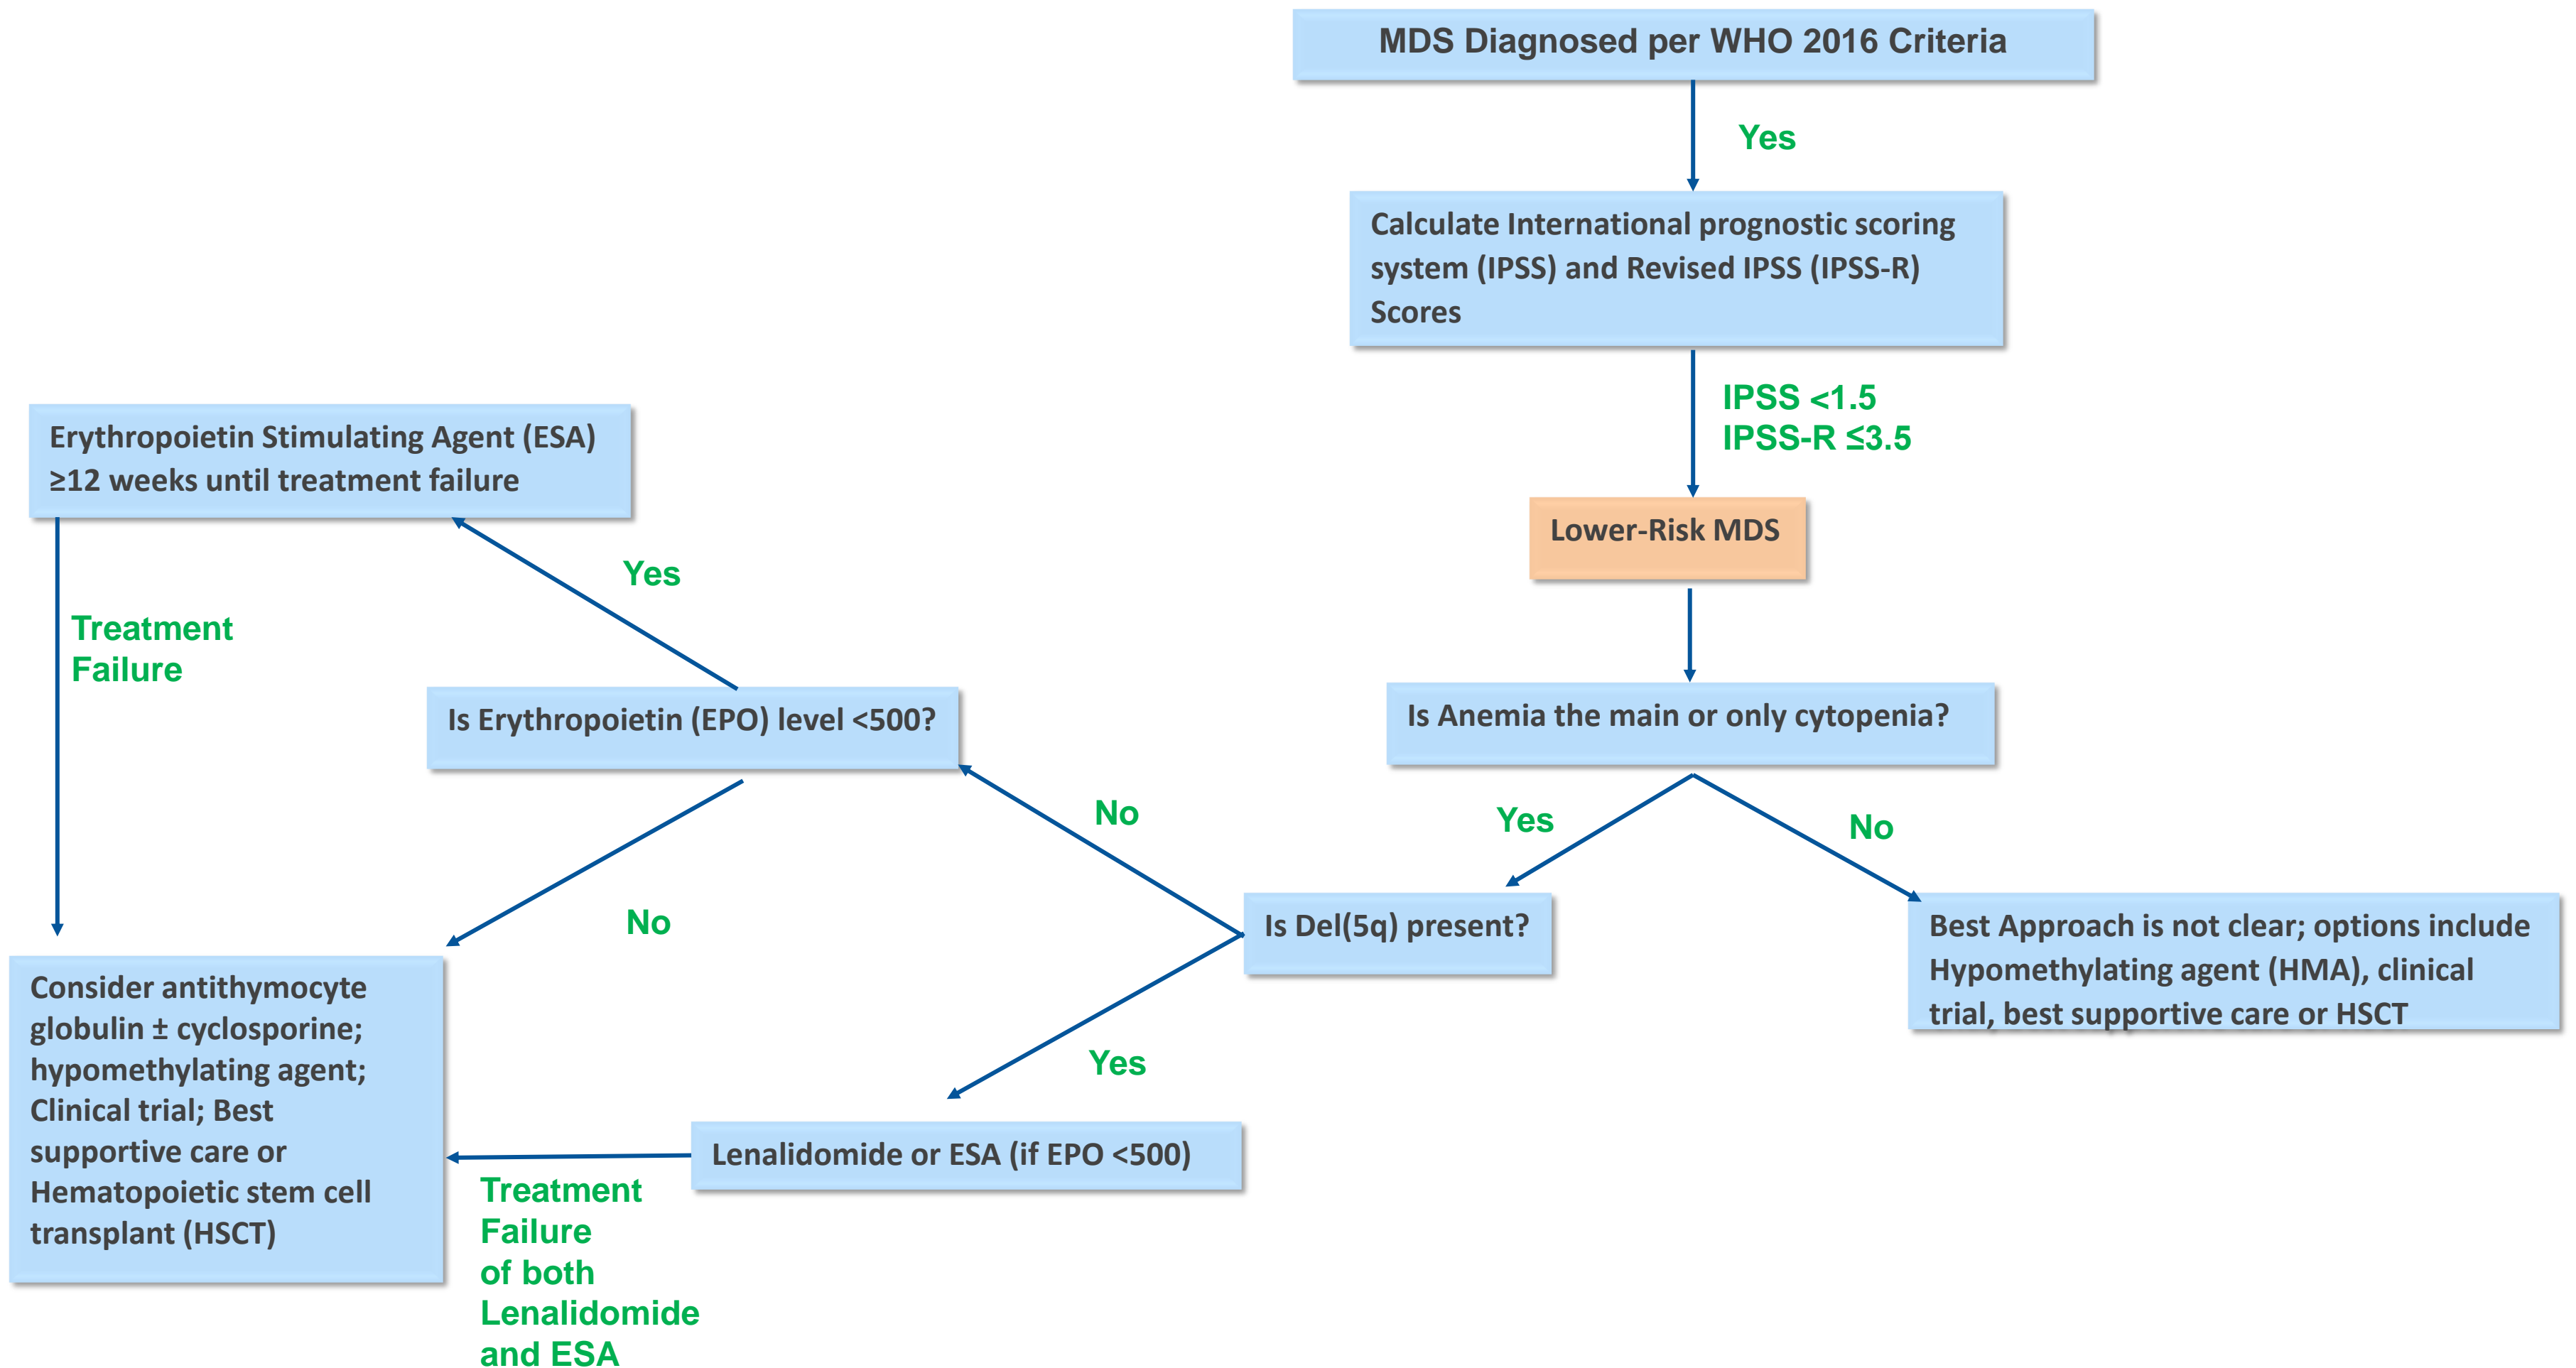 MDS Diagnosed per WHO 2016 Criteria
Yes
Calculate International prognostic scoring
system (IPSS) and Revised IPSS (IPSS-R)
Scores
IPSS <1.5
IPSS-R ≤3.5
Lower-Risk MDS
Is Anemia the main or only cytopenia?
Yes
No
Best Approach is not clear; options include
Hypomethylating agent (HMA), clinical
trial, best supportive care or HSCT
Is Del(5q) present?
No
Yes
Is Erythropoietin (EPO) level <500?
Yes
No
Erythropoietin Stimulating Agent (ESA)
≥12 weeks until treatment failure
Treatment
Failure
Lenalidomide or ESA (if EPO <500)
Treatment
Failure
of both
Lenalidomide
and ESA
Consider antithymocyte
globulin ± cyclosporine;
hypomethylating agent;
Clinical trial; Best
supportive care or
Hematopoietic stem cell
transplant (HSCT)